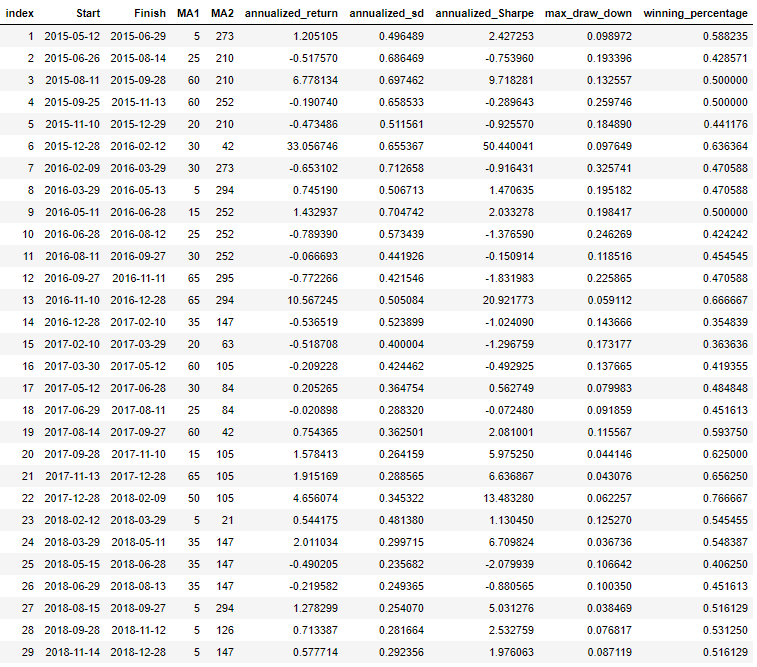 index Start Finish MA1 MA2 annualized_return annualized_sd annualized_Sharpe max_draw_down winning_percentage
1 2015-05-12 2015-06-29 5 273 1.205105 0.496489 2.427253 0.098972 0.588235
2 2015-06-26 2015-08-14 25 210 -0.517570 0.686469 -0.753960 0.193396 0.428571
3 2015-08-11 2015-09-28 60 210 6.778134 0.697462 9.718281 0.132557 0.500000
4 2015-09-25 2015-11-13 60 252 -0.190740 0.658533 -0.289643 0.259746 0.500000
5 2015-11-10 2015-12-29 20 210 -0.473486 0.511561 -0.925570 0.184890 0.441176
6 2015-12-28 2016-02-12 30 42 33.056746 0.655367 50.440041 0.097649 0.636364
7 2016-02-09 2016-03-29 30 273 -0.653102 0.712658 -0.916431 0.325741 0.470588
8 2016-03-29 2016-05-13 5 294 0.745190 0.506713 1.470635 0.195182 0.470588
9 2016-05-11 2016-06-28 15 252 1.432937 0.704742 2.033278 0.198417 0.500000
10 2016-06-28 2016-08-12 25 252 -0.789390 0.573439 -1.376590 0.246269 0.424242
11 2016-08-11 2016-09-27 30 252 -0.066693 0.441926 -0.150914 0.118516 0.454545
12 2016-09-27 2016-11-11 65 295 -0.772266 0.421546 -1.831983 0.225865 0.470588
13 2016-11-10 2016-12-28 65 294 10.567245 0.505084 20.921773 0.059112 0.666667
14 2016-12-28 2017-02-10 35 147 -0.536519 0.523899 -1.024090 0.143666 0.354839
15 2017-02-10 2017-03-29 20 63 -0.518708 0.400004 -1.296759 0.173177 0.363636
16 2017-03-30 2017-05-12 60 105 -0.209228 0.424462 -0.492925 0.137665 0.419355
17 2017-05-12 2017-06-28 30 84 0.205265 0.364754 0.562749 0.079983 0.484848
18 2017-06-29 2017-08-11 25 84 -0.020898 0.288320 -0.072480 0.091859 0.451613
19 2017-08-14 2017-09-27 60 42 0.754365 0.362501 2.081001 0.115567 0.593750
20 2017-09-28 2017-11-10 15 105 1.578413 0.264159 5.975250 0.044146 0.625000
21 2017-11-13 2017-12-28 65 105 1.915169 0.288565 6.636867 0.043076 0.656250
22 2017-12-28 2018-02-09 50 105 4.656074 0.345322 13.483280 0.062257 0.766667
23 2018-02-12 2018-03-29 5 21 0.544175 0.481380 1.130450 0.125270 0.545455
24 2018-03-29 2018-05-11 35 147 2.011034 0.299715 6.709824 0.036736 0.548387
25 2018-05-15 2018-06-28 35 147 -0.490205 0.235682 -2.079939 0.106642 0.406250
26 2018-06-29 2018-08-13 35 147 -0.219582 0.249365 -0.880565 0.100350 0.451613
27 2018-08-15 2018-09-27 5 294 1.278299 0.254070 5.031276 0.038469 0.516129
28 2018-09-28 2018-11-12 5 126 0.713387 0.281664 2.532759 0.076817 0.531250
29 2018-11-14 2018-12-28 5 147 0.577714 0.292356 1.976063 0.087119 0.516129